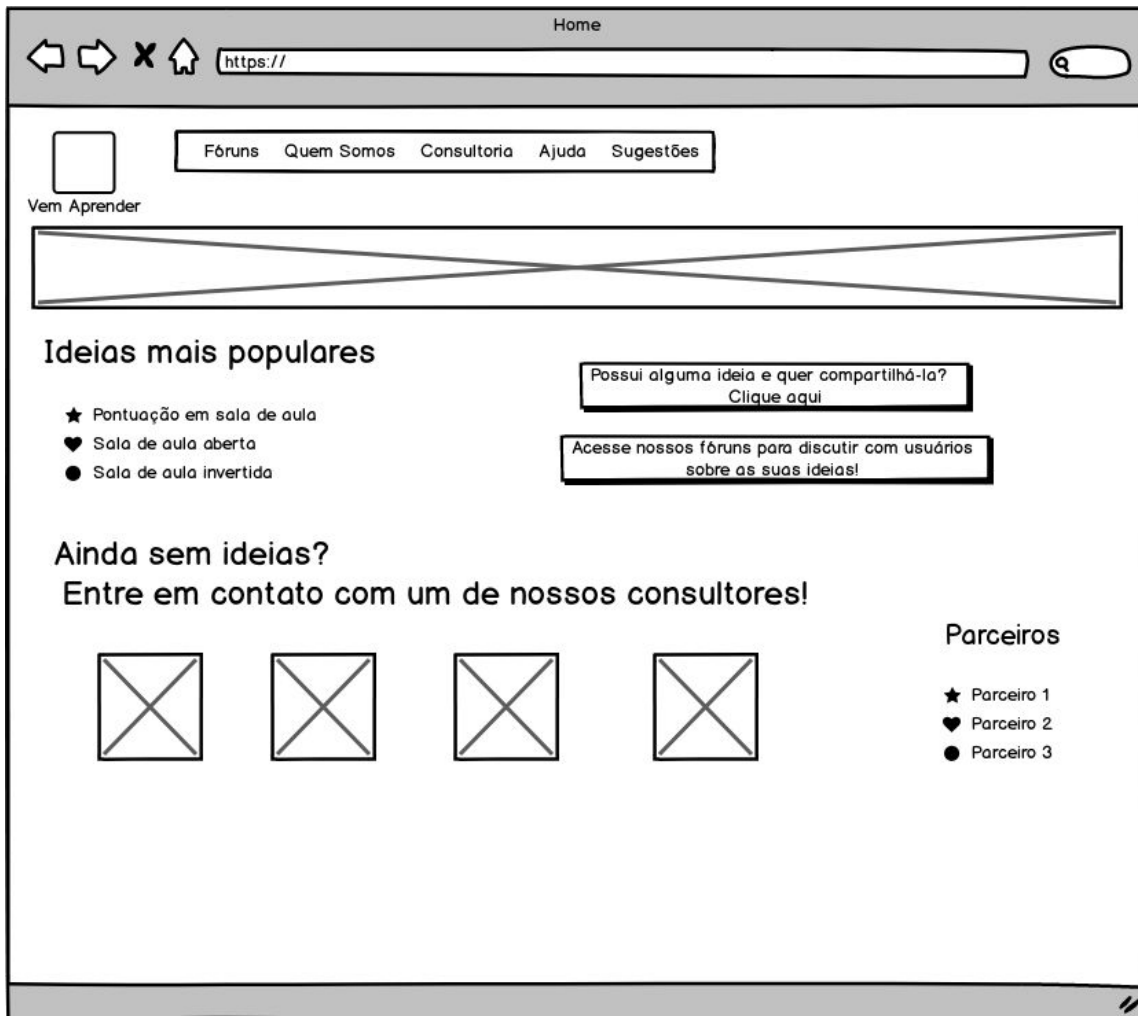 Home
https://
Fóruns Quem Somos Consultoria Ajuda Sugestões
Vem Aprender
Ideias mais populares
Pontuação em sala de aula
Sala de aula aberta
Sala de aula invertida
Possui alguma ideia e quer compartilhá-la?
Clique aqui
Acesse nossos fóruns para discutir com usuários
sobre as suas ideias!
Ainda sem ideias?
Entre em contato com um de nossos consultores!
Parceiros
Parceiro 1
Parceiro 2
Parceiro 3